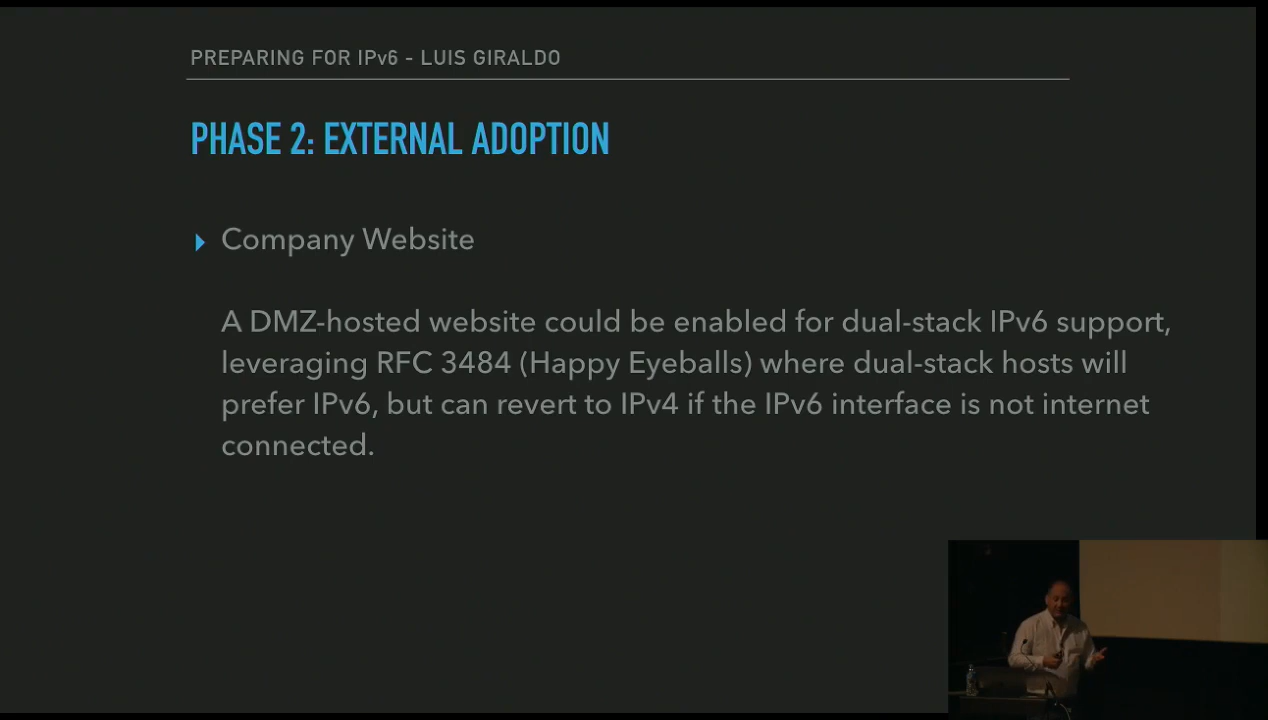 PREPARING FOR IPv6 - LUIS GIRALDO
PHASE 2: EXTERNAL ADOPTION
Company Website
A DMZ-hosted website could be enabled for dual-stack IPv6 support,
leveraging RFC 3484 (Happy Eyeballs) where dual-stack hosts will
prefer IPv6, but can revert to IPv4 if the IPv6 interface is not internet
connected.